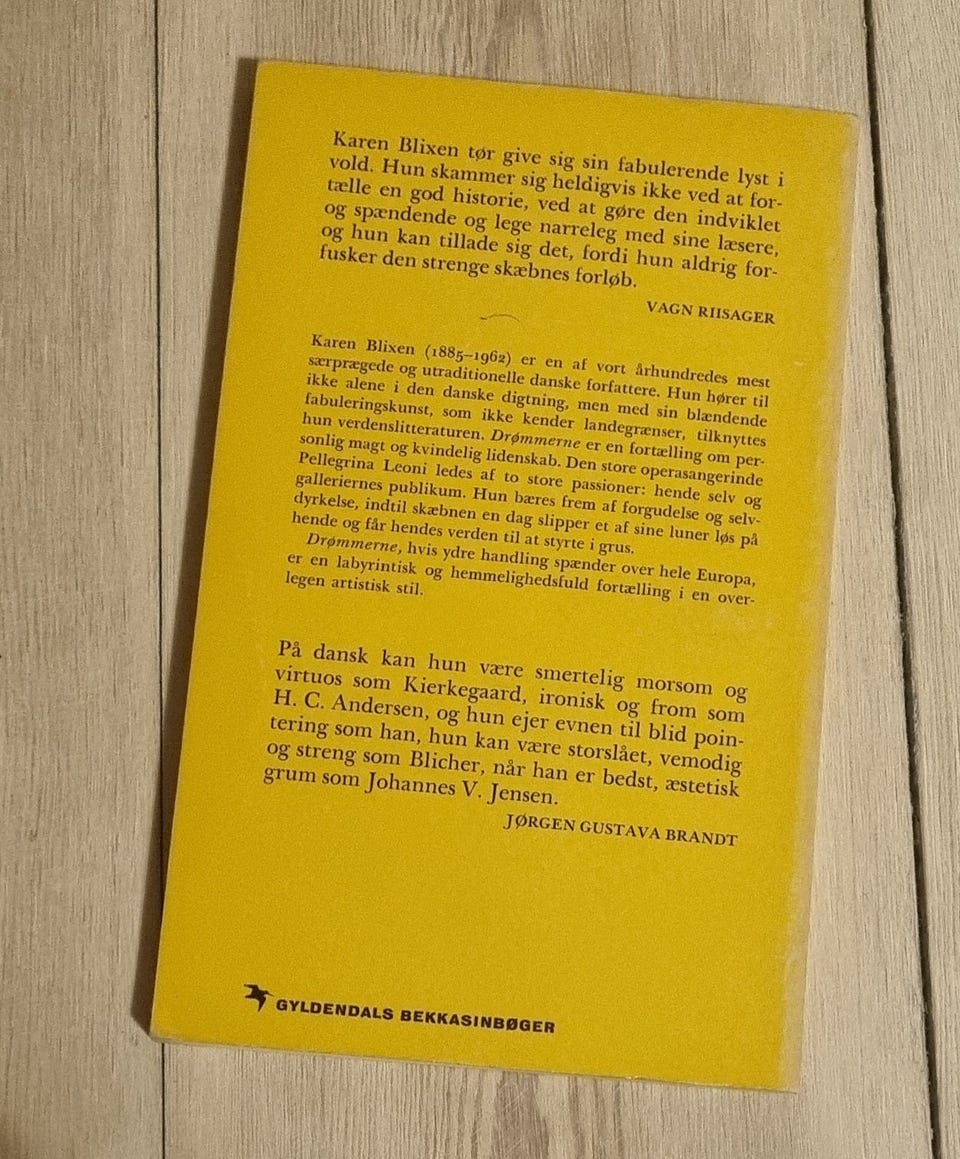 Karen Blixen tør give sig sin fabulerende lyst i
vold. Hun skammer sig heldigvis ikke ved at for-
tælle en god historie, ved at gøre den indviklet
og spændende og lege narreleg med sine læsere,
og hun kan tillade sig det, fordi hun aldrig for-
fusker den strenge skæbnes forløb.
VAGN RIISAGER
Karen Blixen (1885–1962) er en af vort århundredes mest
særprægede og utraditionelle danske forfattere. Hun hører til
ikke alene i den danske digtning, men med sin blændende
fabuleringskunst, som ikke kender landegrænser, tilknyttes
hun verdenslitteraturen. Drømmerne er en fortælling om per-
sonlig magt og kvindelig lidenskab. Den store operasangerinde
Pellegrina Leoni ledes af to store passioner: hende selv og
galleriernes publikum. Hun bæres frem af forgudelse og selv-
dyrkelse, indtil skæbnen en dag slipper et af sine luner løs på
hende og får hendes verden til at styrte i grus.
Drømmerne, hvis ydre handling spænder over hele Europa,
er en labyrintisk og hemmelighedsfuld fortælling i en over-
legen artistisk stil.
På dansk kan hun være smertelig morsom og
virtuos som Kierkegaard, ironisk og from som
H. C. Andersen, og hun ejer evnen til blid poin-
tering som han, hun kan være storslået, vemodig
og streng som Blicher, når han er bedst, æstetisk
grum som Johannes V. Jensen.
JØRGEN GUSTAVA BRANDT
GYLDENDALS BEKKASINBØGER